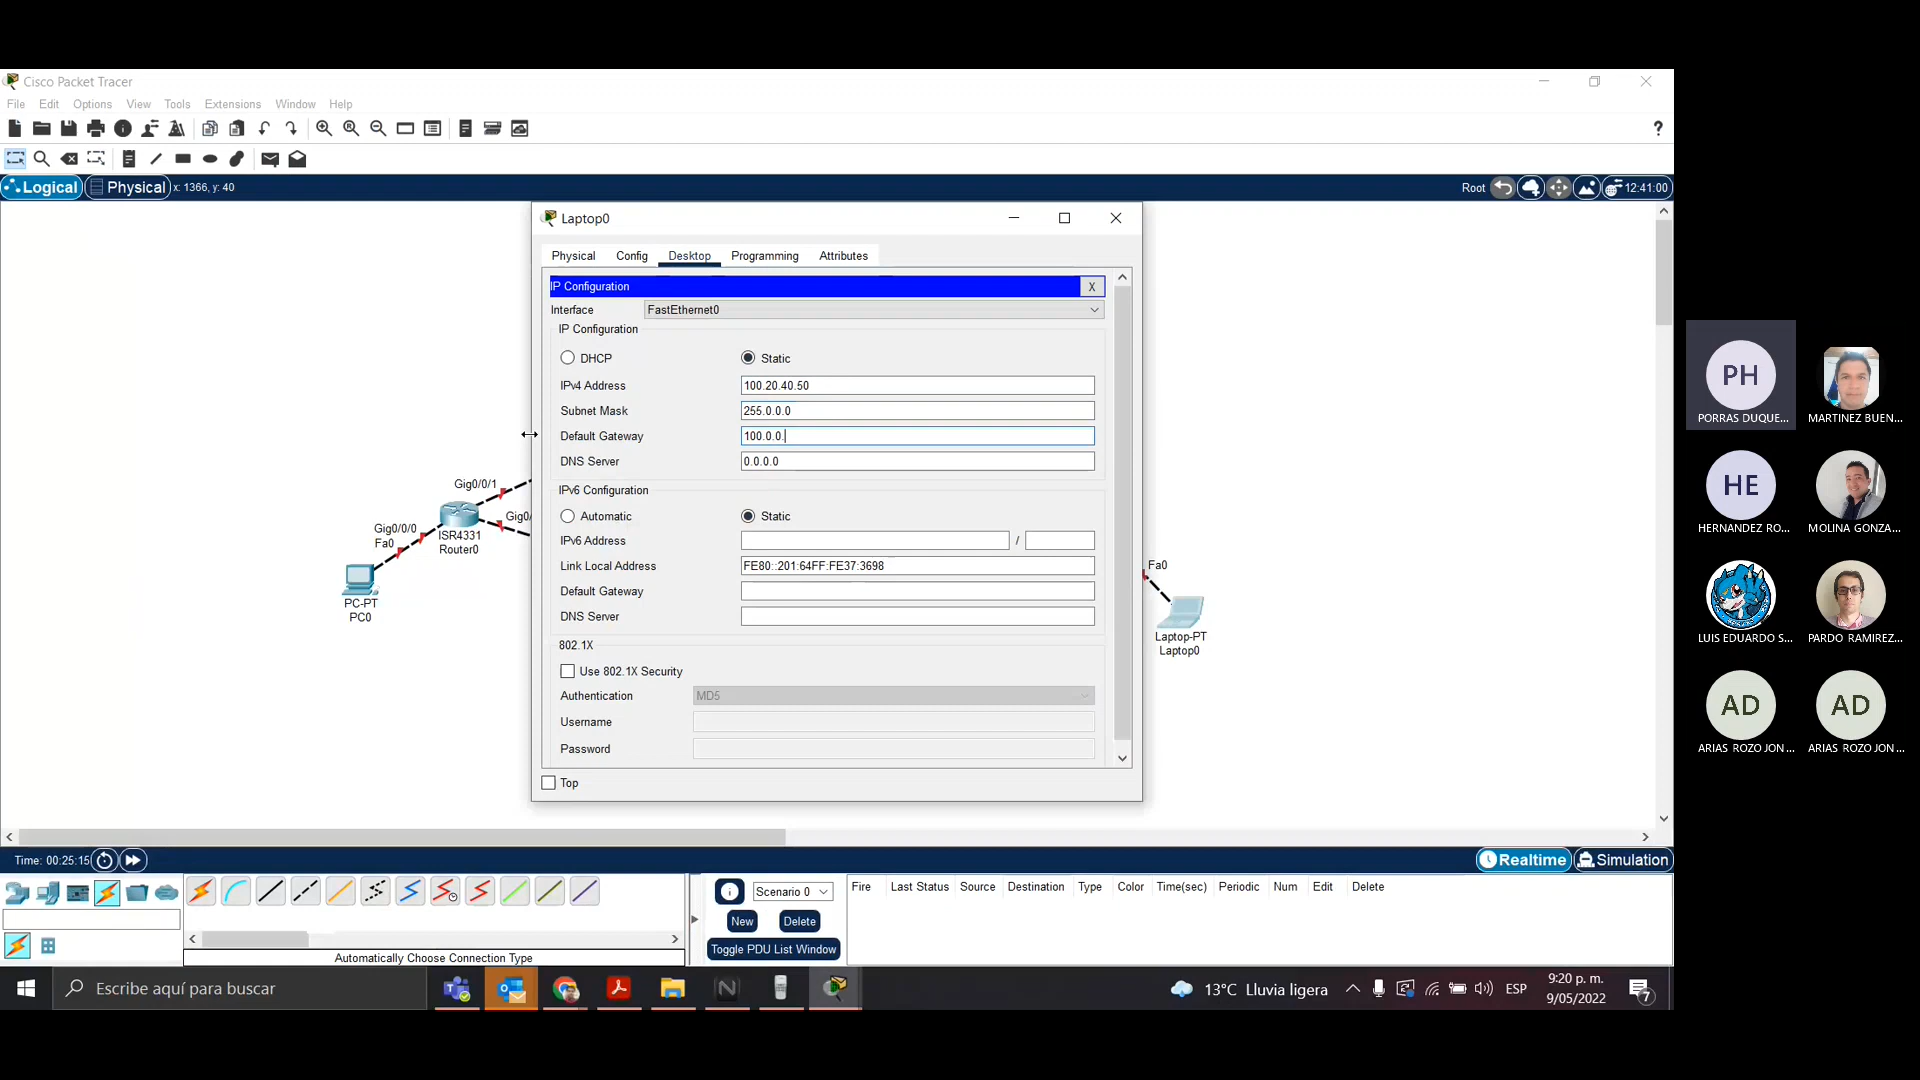 Cisco Packet Tracer
File Edit Options View Tools Extensions Window Help
?
Logical Physical x: 1366, y: 40
Root 12:41:00
Laptop0
Physical Config Desktop Programming Attributes
IP Configuration X
Interface FastEthernet0
IP Configuration
DHCP Static
IPv4 Address 100.20.40.50
Subnet Mask 255.0.0.0
Default Gateway 100.0.0.
DNS Server 0.0.0.0
IPv6 Configuration
Automatic Static
IPv6 Address /
Link Local Address FE80::201:64FF:FE37:3698
Default Gateway
DNS Server
802.1X
Use 802.1X Security
Authentication MD5
Username
Password
Top
Gig0/0/1
Gig0/
Gig0/0/0
Fa0
ISR4331
Router0
PC-PT
PC0
Fa0
Laptop-PT
Laptop0
PH
PORRAS DUQUE...
MARTINEZ BUEN...
HE
HERNANDEZ RO...
MOLINA GONZA...
LUIS EDUARDO S...
PARDO RAMIREZ...
AD
ARIAS ROZO JON ...
AD
ARIAS ROZO JON ...
Time: 00:25:15
Realtime Simulation
Scenario 0
New Delete
Toggle PDU List Window
Fire Last Status Source Destination Type Color Time(sec) Periodic Num Edit Delete
Automatically Choose Connection Type
Escribe aquí para buscar
13°C Lluvia ligera
ESP
9:20 p. m.
9/05/2022
7